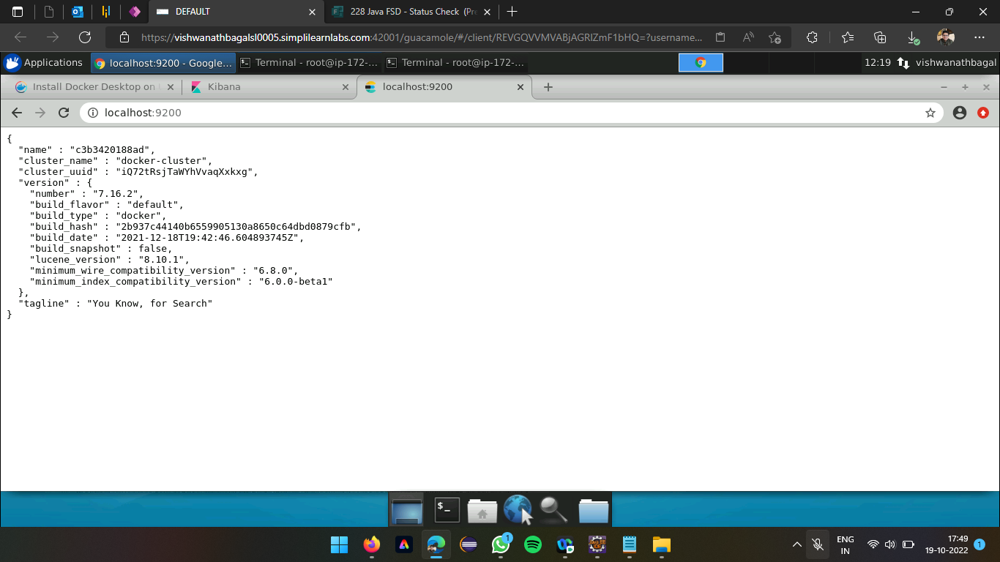 DEFAULT
228 Java FSD - Status Check (Pre
https://vishwanathbagalsl0005.simplilearnlabs.com:42001/guacamole/#/client/REVGQVVMVABjAGRlZmF1bHQ=?username...
Applications
localhost:9200 - Google...
Terminal - root@ip-172-...
Terminal - root@ip-172-...
12:19
vishwanathbagal
Install Docker Desktop on
Kibana
localhost:9200
localhost:9200
{
"name" : "c3b3420188ad",
"cluster_name" : "docker-cluster",
"cluster_uuid" : "iQ72tRsjTaWYhVvaqXxkxg",
"version" : {
"number" : "7.16.2",
"build_flavor" : "default",
"build_type" : "docker",
"build_hash" : "2b937c44140b6559905130a8650c64dbd0879cfb",
"build_date" : "2021-12-18T19:42:46.604893745Z",
"build_snapshot" : false,
"lucene_version" : "8.10.1",
"minimum_wire_compatibility_version" : "6.8.0",
"minimum_index_compatibility_version" : "6.0.0-beta1"
},
"tagline" : "You Know, for Search"
}
1
ENG
IN
17:49
19-10-2022
1